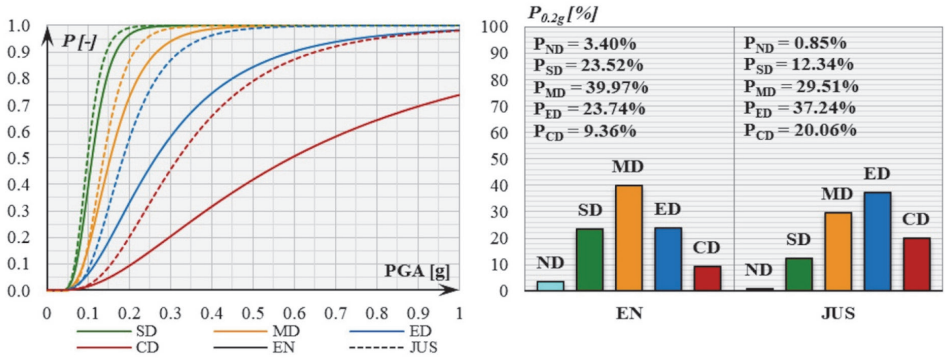 P [-]
1.0
0.9
0.8
0.7
0.6
0.5
0.4
0.3
0.2
0.1
0.0
PGA [g]
0 0.1 0.2 0.3 0.4 0.5 0.6 0.7 0.8 0.9 1
SD MD ED
CD EN JUS
P0.2g [%]
100
90
80
70
60
50
40
30
20
10
0
PND = 3.40%
PSD = 23.52%
PMD = 39.97%
PED = 23.74%
PCD = 9.36%
PND = 0.85%
PSD = 12.34%
PMD = 29.51%
PED = 37.24%
PCD = 20.06%
ND SD MD ED CD
ND SD MD ED CD
EN JUS